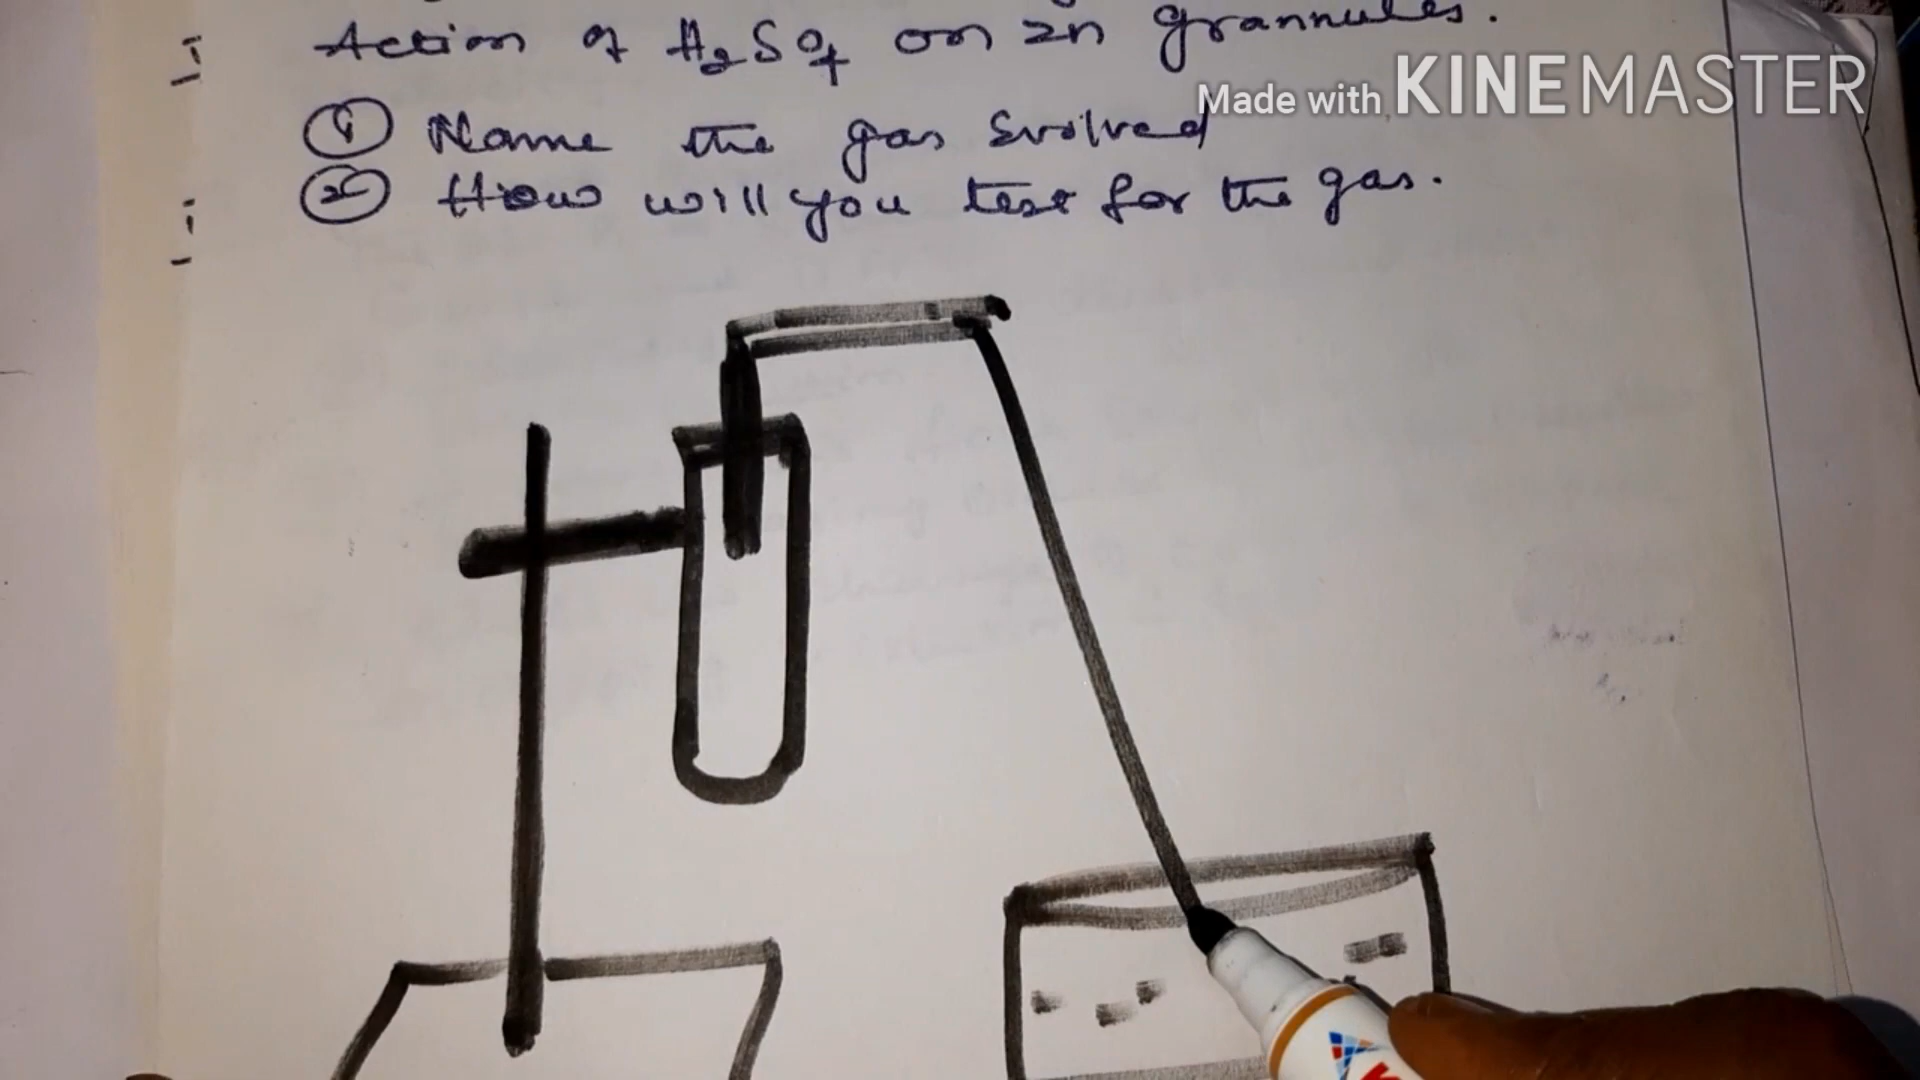 Action of H2SO4 on Zn Grannules.
Made with KINEMASTER
① Name the gas Evolved
② How will you test for the gas.